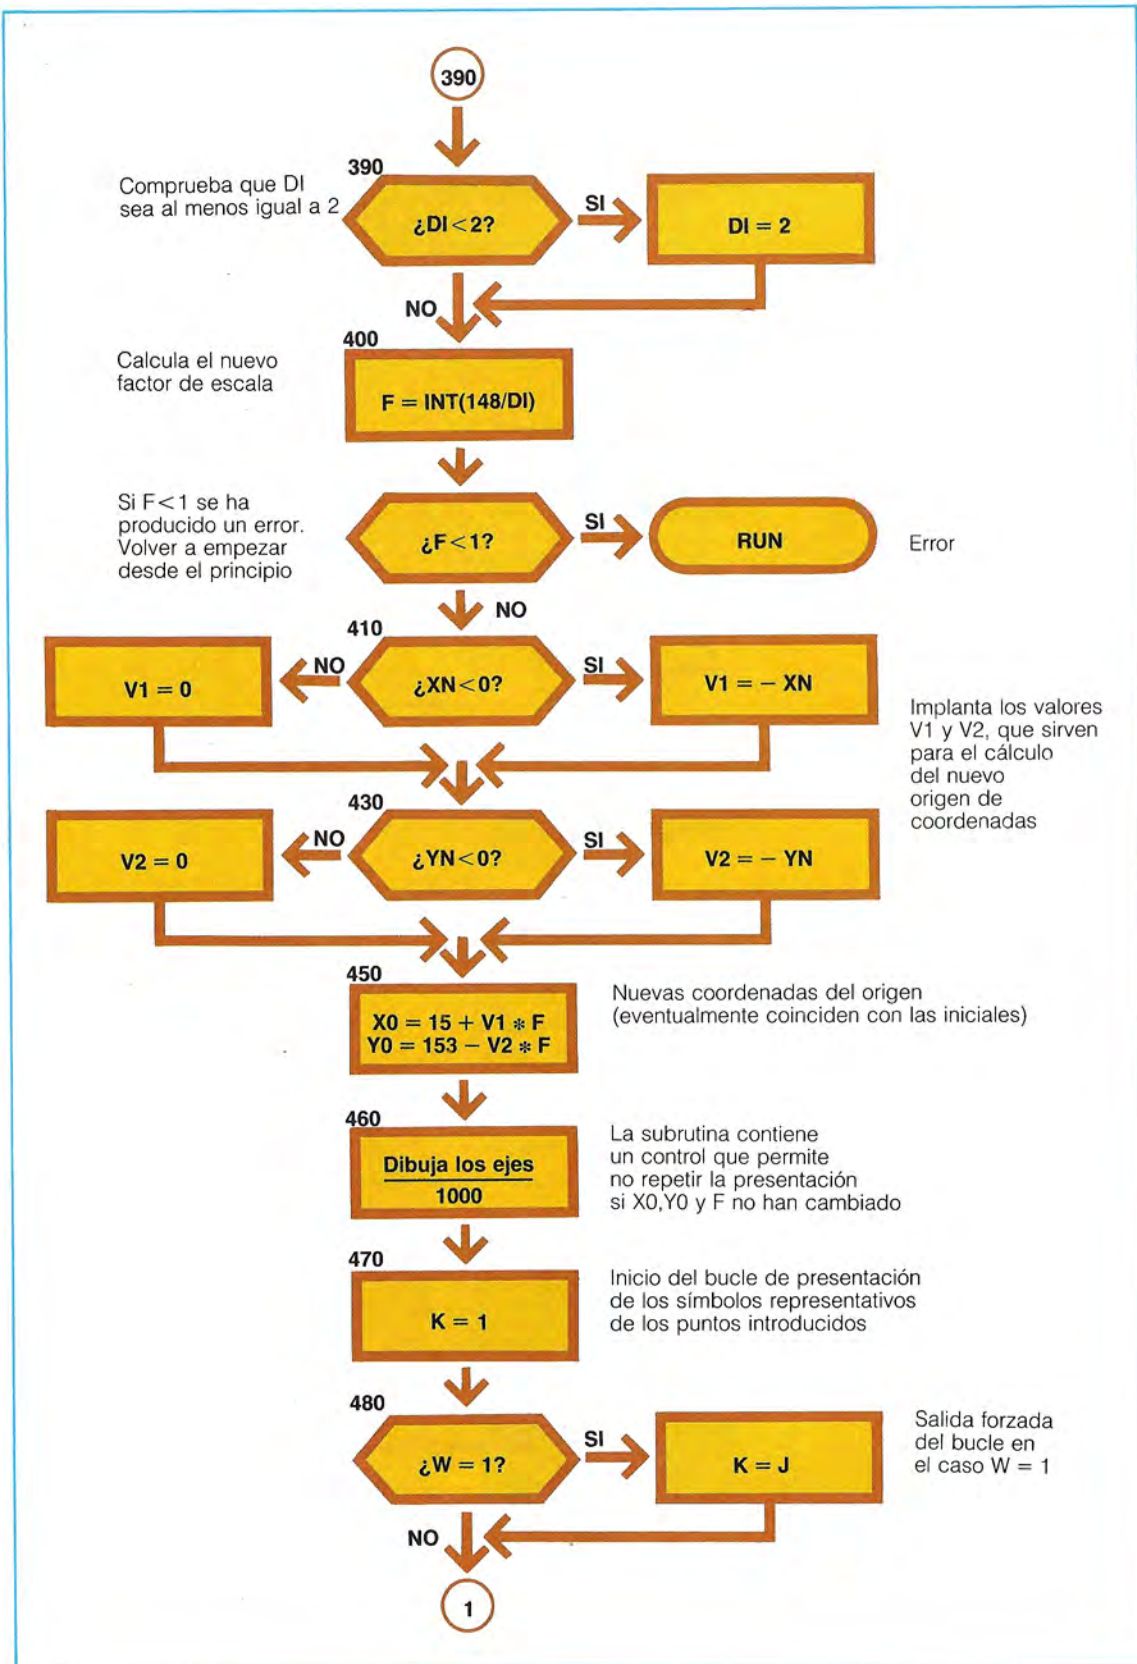 390
390
Comprueba que DI
sea al menos igual a 2
¿DI<2?
SI
DI = 2
NO
400
Calcula el nuevo
factor de escala
F = INT(148/DI)
Si F<1 se ha
producido un error.
Volver a empezar
desde el principio
¿F<1?
SI
RUN
Error
NO
410
V1 = 0
NO
¿XN<0?
SI
V1 = – XN
Implanta los valores
V1 y V2, que sirven
para el cálculo
del nuevo
origen de
coordenadas
430
V2 = 0
NO
¿YN<0?
SI
V2 = – YN
450
X0 = 15 + V1 * F
Y0 = 153 – V2 * F
Nuevas coordenadas del origen
(eventualmente coinciden con las iniciales)
460
Dibuja los ejes
1000
La subrutina contiene
un control que permite
no repetir la presentación
si X0,Y0 y F no han cambiado
470
K = 1
Inicio del bucle de presentación
de los símbolos representativos
de los puntos introducidos
480
¿W = 1?
SI
K = J
Salida forzada
del bucle en
el caso W = 1
NO
1